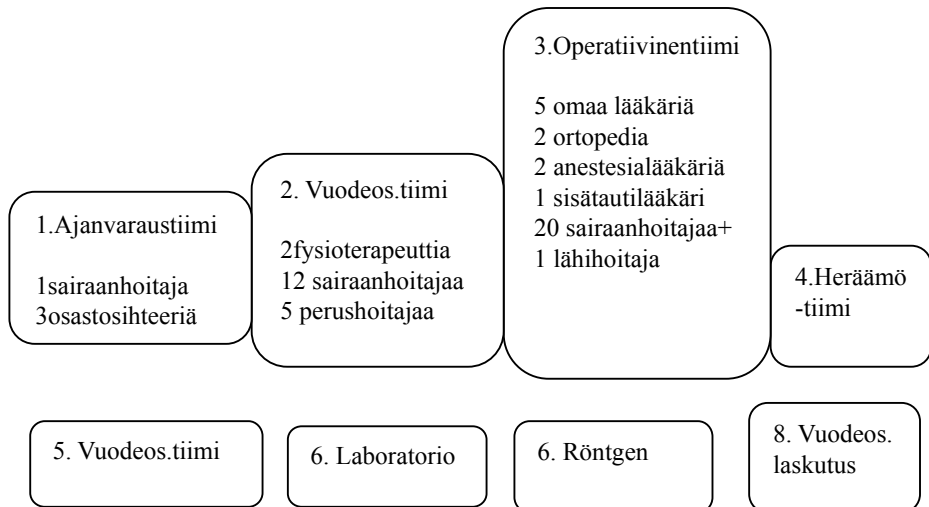 1.Ajanvaraustiimi
1sairaanhoitaja
3osastosihteeriä
2. Vuodeos.tiimi
2fysioterapeuttia
12 sairaanhoitajaa
5 perushoitajaa
3.Operatiivinentiimi
5 omaa lääkäriä
2 ortopedia
2 anestesialääkäriä
1 sisätautilääkäri
20 sairaanhoitajaa+
1 lähihoitaja
4.Heräämö
-tiimi
5. Vuodeos.tiimi
6. Laboratorio
6. Röntgen
8. Vuodeos.
laskutus